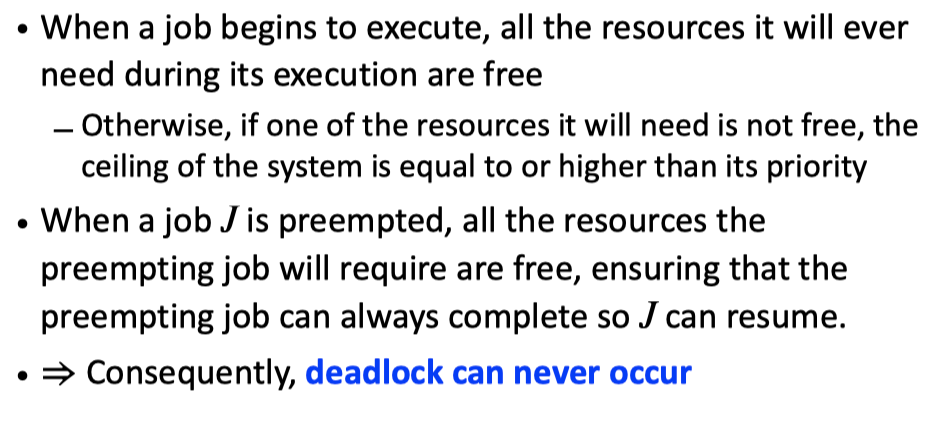 • When a job begins to execute, all the resources it will ever
need during its execution are free
– Otherwise, if one of the resources it will need is not free, the
ceiling of the system is equal to or higher than its priority
• When a job J is preempted, all the resources the
preempting job will require are free, ensuring that the
preempting job can always complete so J can resume.
• ⇒ Consequently, deadlock can never occur